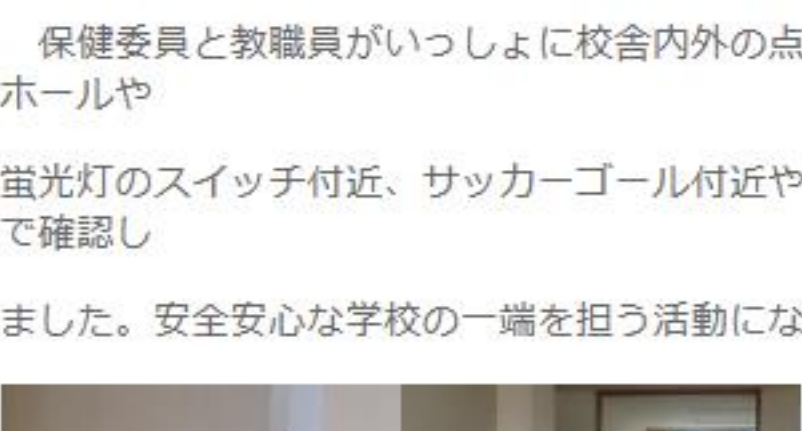 保健委員と教職員がいっしょに校舎内外の点
ホールや
蛍光灯のスイッチ付近、サッカーゴール付近や
で確認し
ました。安全安心な学校の一端を担う活動にな